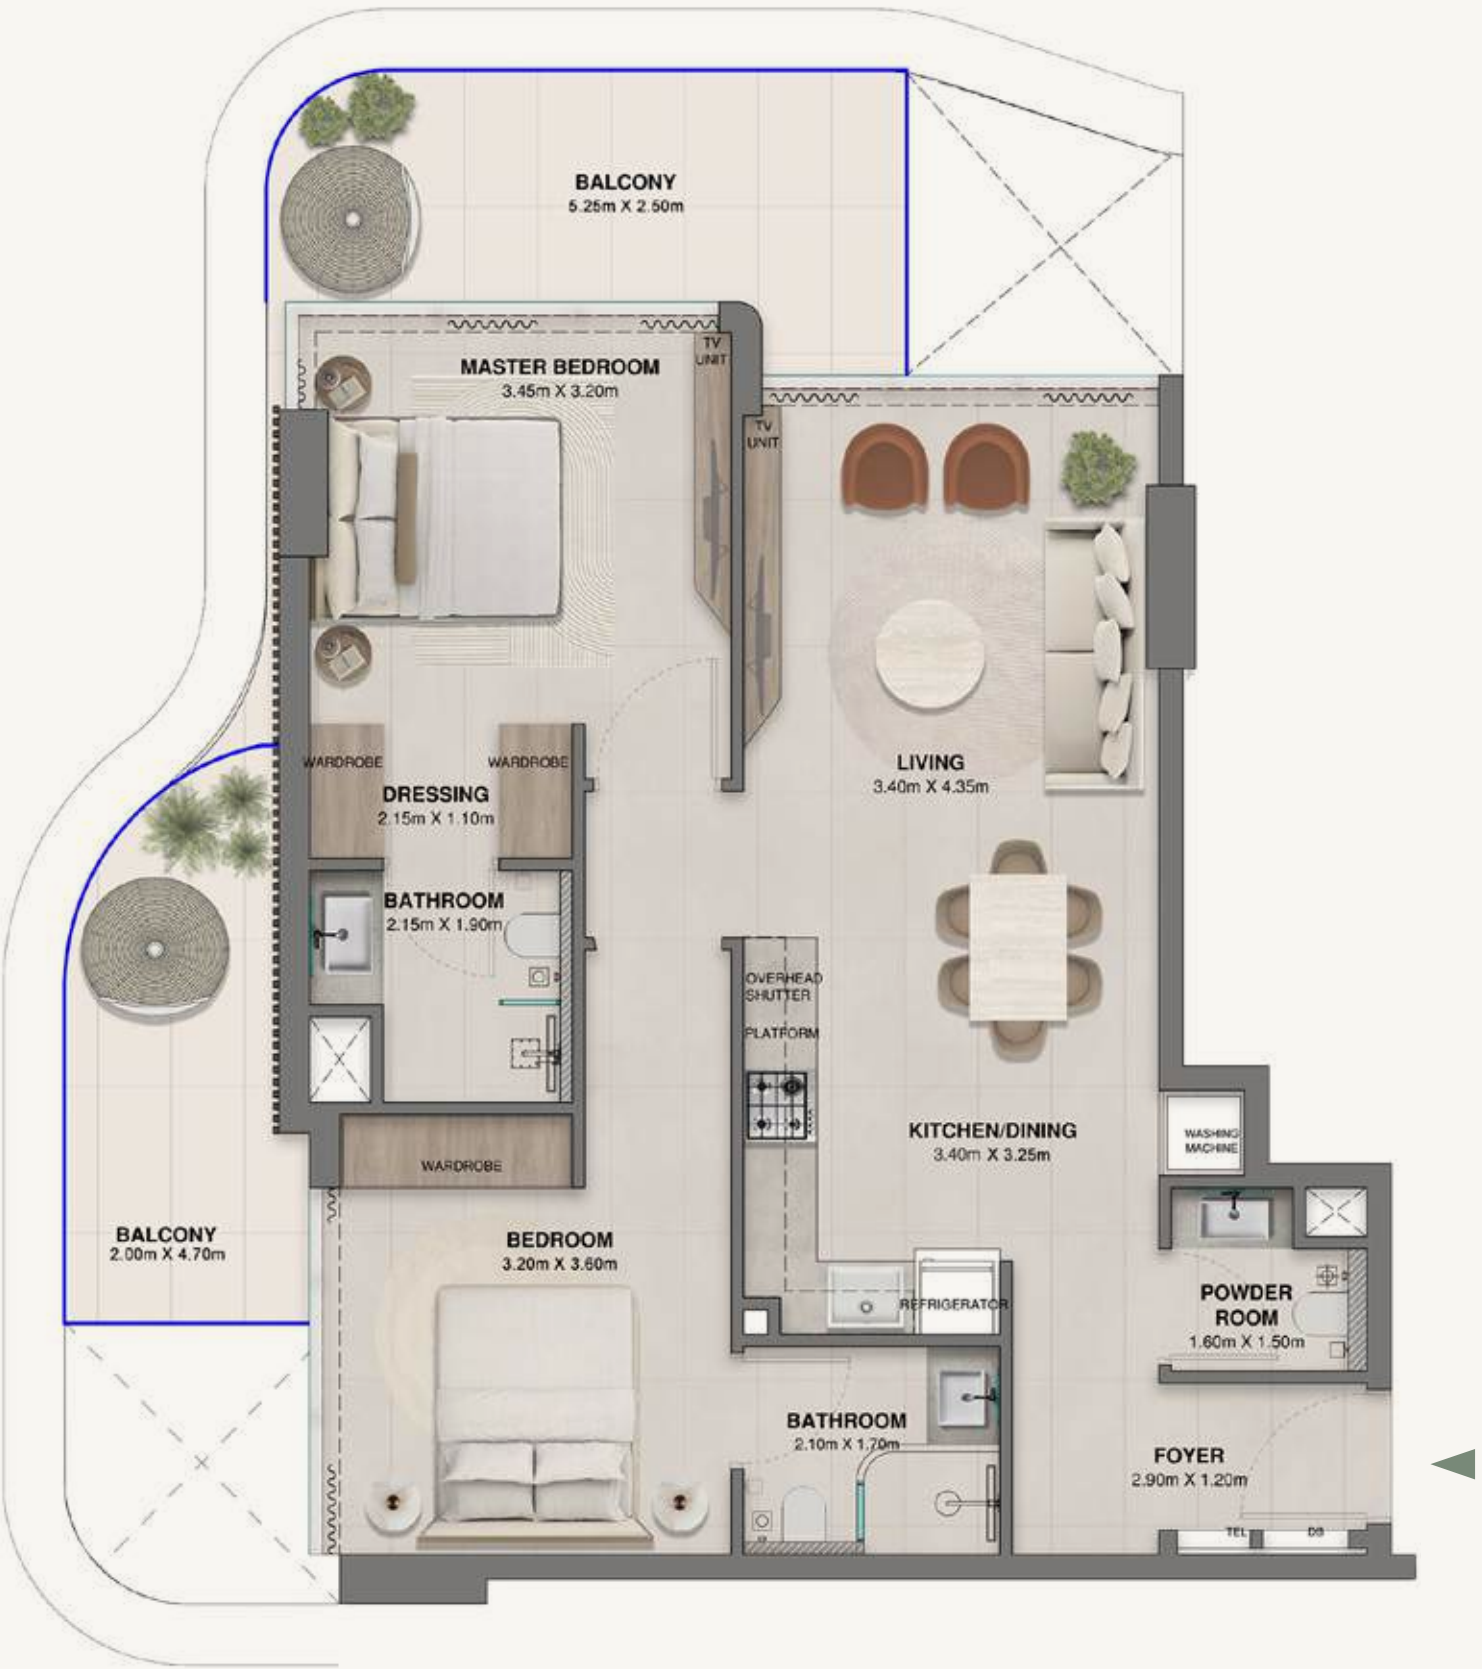 BALCONY
5.25m X 2.50m
MASTER BEDROOM
3.45m X 3.20m
TV
UNIT
TV
UNIT
LIVING
3.40m X 4.35m
WARDROBE
WARDROBE
DRESSING
2.15m X 1.10m
BATHROOM
2.15m X 1.90m
OVERHEAD
SHUTTER
PLATFORM
KITCHEN/DINING
3.40m X 3.25m
WASHING
MACHINE
WARDROBE
BALCONY
2.00m X 4.70m
BEDROOM
3.20m X 3.60m
REFRIGERATOR
POWDER
ROOM
1.60m X 1.50m
BATHROOM
2.10m X 1.70m
FOYER
2.90m X 1.20m
TEL
DB